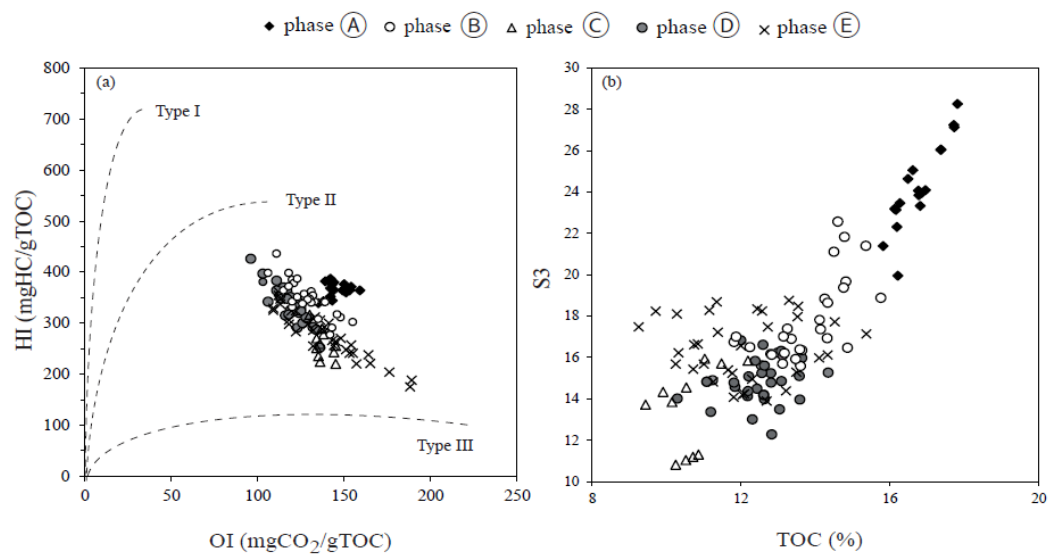 phase Ⓐ phase Ⓑ phase Ⓒ phase Ⓓ phase Ⓔ
(a)
HI (mgHC/gTOC)
800
700
600
500
400
300
200
100
0
Type I
Type II
Type III
0 50 100 150 200 250
OI (mgCO₂/gTOC)
(b)
S3
30
28
26
24
22
20
18
16
14
12
10
8 12 16 20
TOC (%)